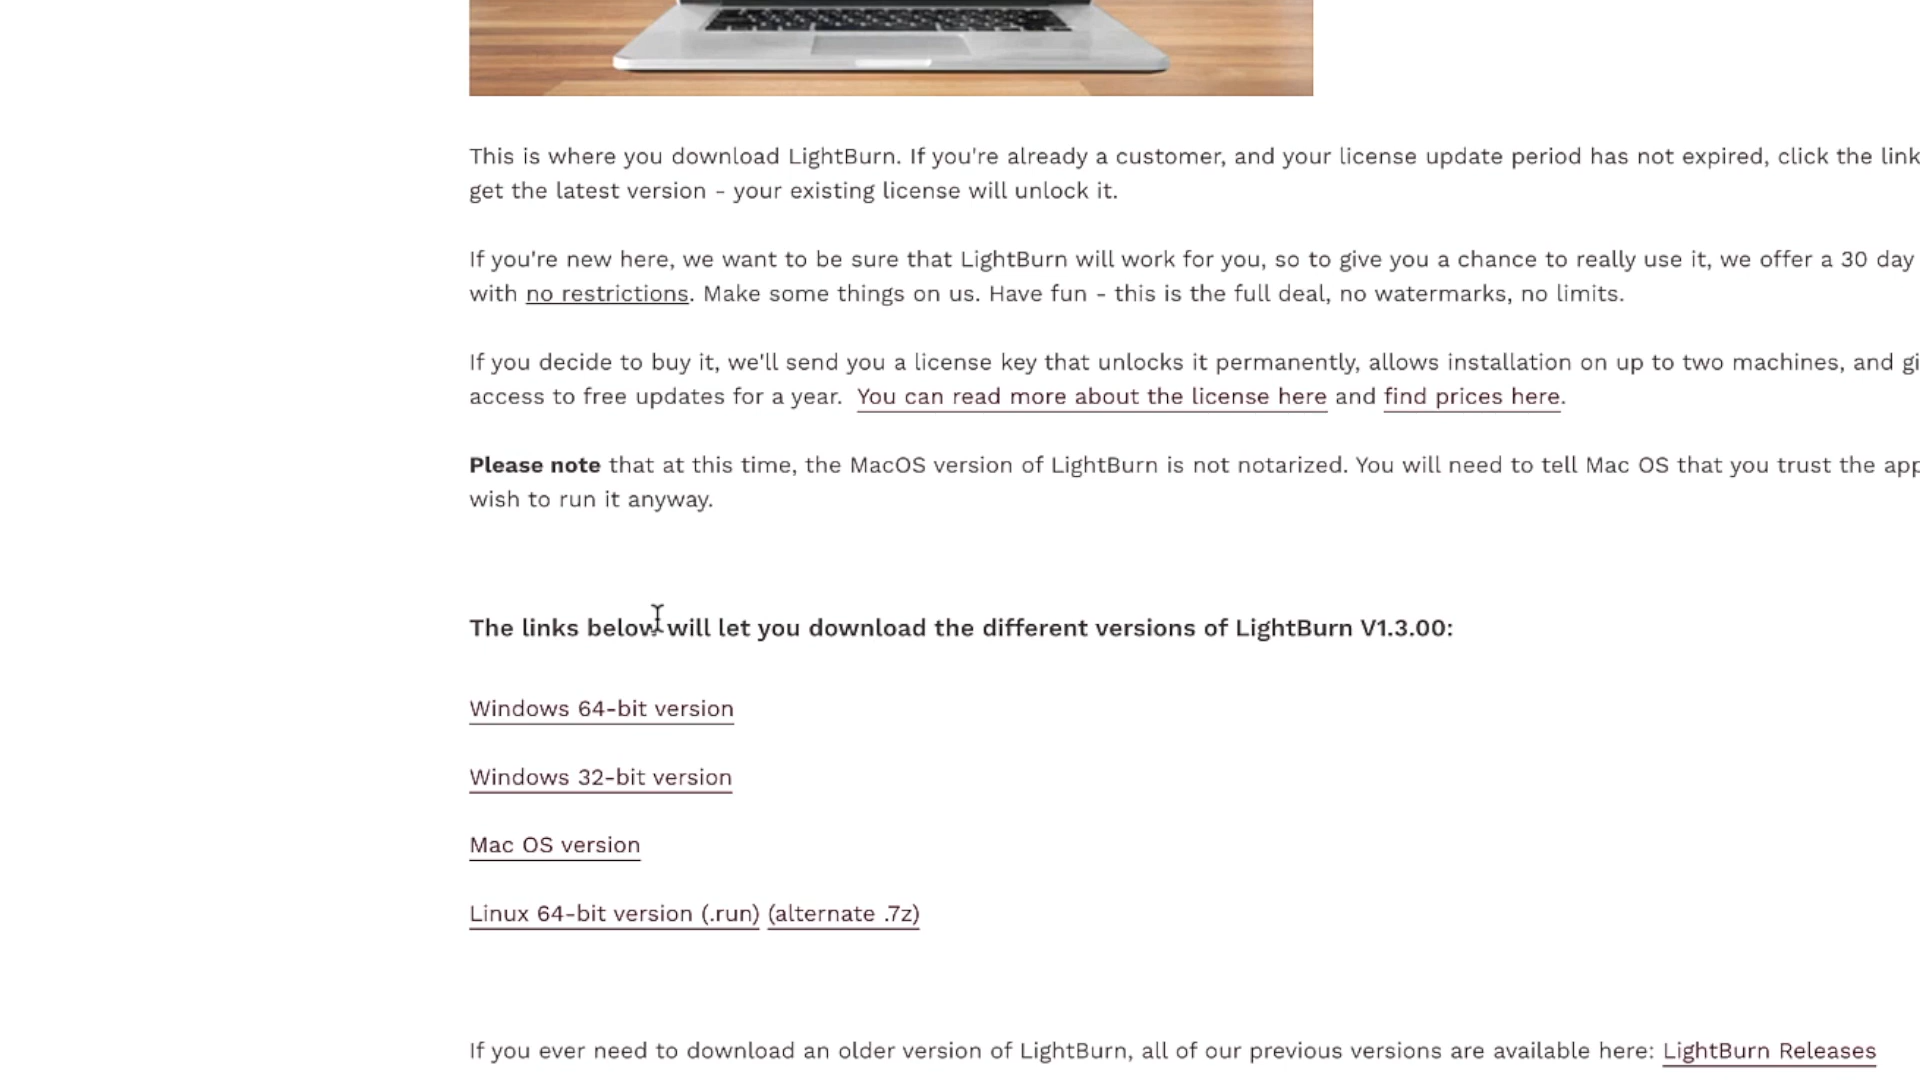 This is where you download LightBurn. If you're already a customer, and your license update period has not expired, click the link
get the latest version - your existing license will unlock it.
If you're new here, we want to be sure that LightBurn will work for you, so to give you a chance to really use it, we offer a 30 day
with no restrictions. Make some things on us. Have fun - this is the full deal, no watermarks, no limits.
If you decide to buy it, we'll send you a license key that unlocks it permanently, allows installation on up to two machines, and gi
access to free updates for a year. You can read more about the license here and find prices here.
Please note that at this time, the MacOS version of LightBurn is not notarized. You will need to tell Mac OS that you trust the app
wish to run it anyway.
The links below will let you download the different versions of LightBurn V1.3.00:
Windows 64-bit version
Windows 32-bit version
Mac OS version
Linux 64-bit version (.run) (alternate .7z)
If you ever need to download an older version of LightBurn, all of our previous versions are available here: LightBurn Releases